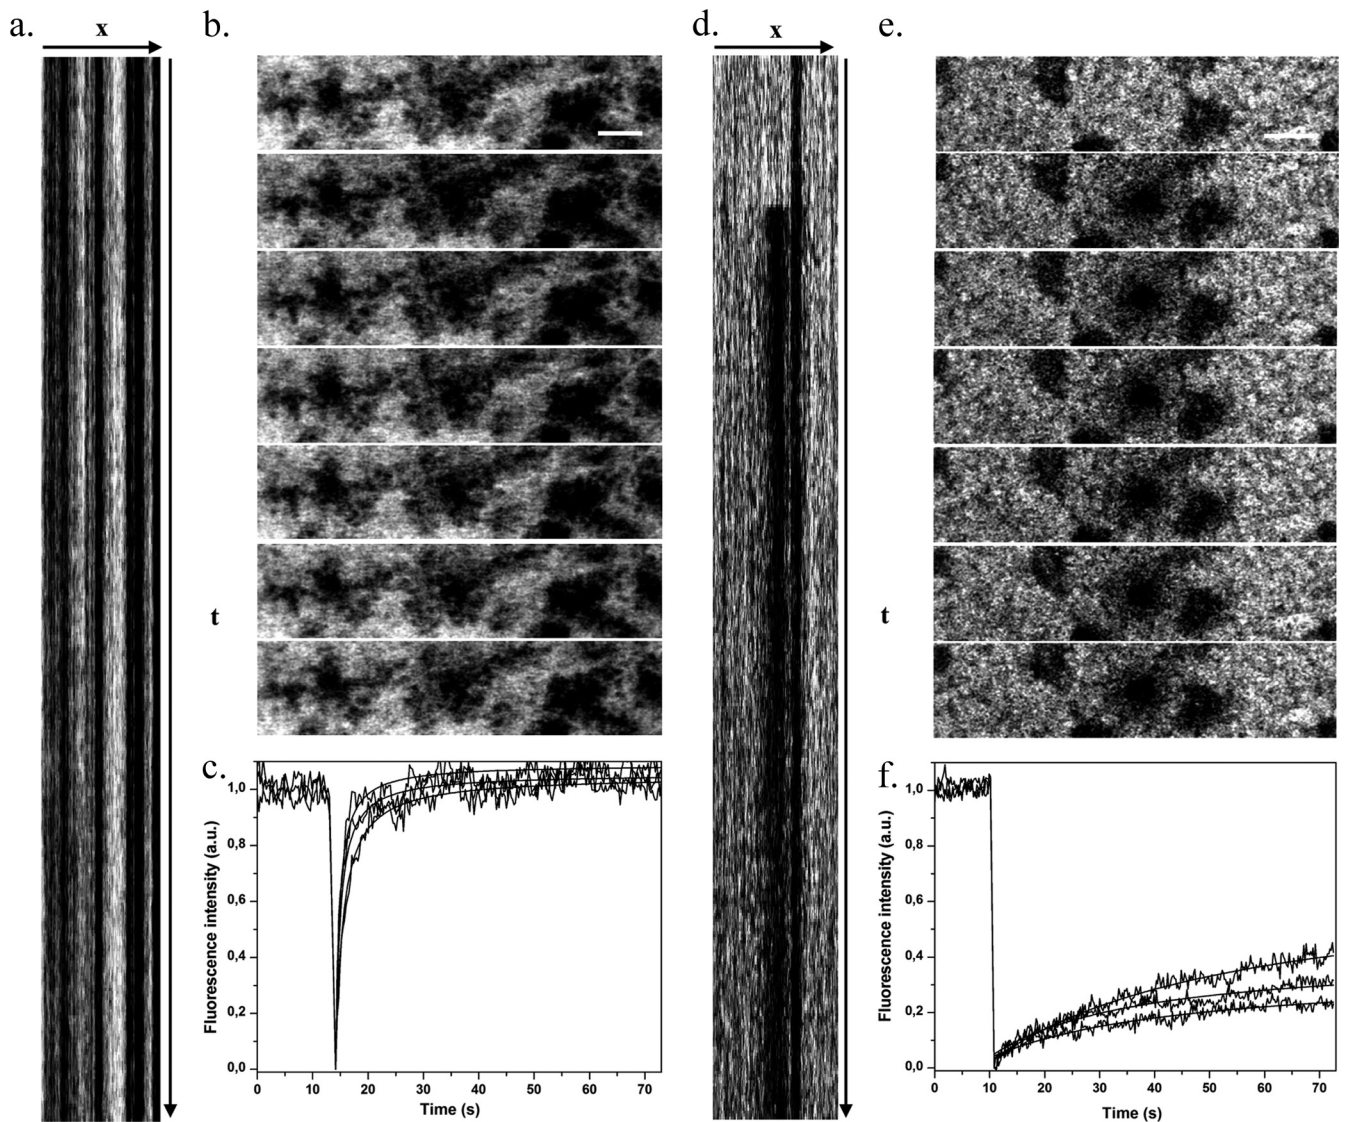 a.
x
b.
d.
x
e.
t
t
c.
Fluorescence intensity (a.u.)
1,0
0,8
0,6
0,4
0,2
0,0
0 10 20 30 40 50 60 70
Time (s)
f.
Fluorescence intensity (a.u.)
1,0
0,8
0,6
0,4
0,2
0,0
0 10 20 30 40 50 60 70
Time (s)